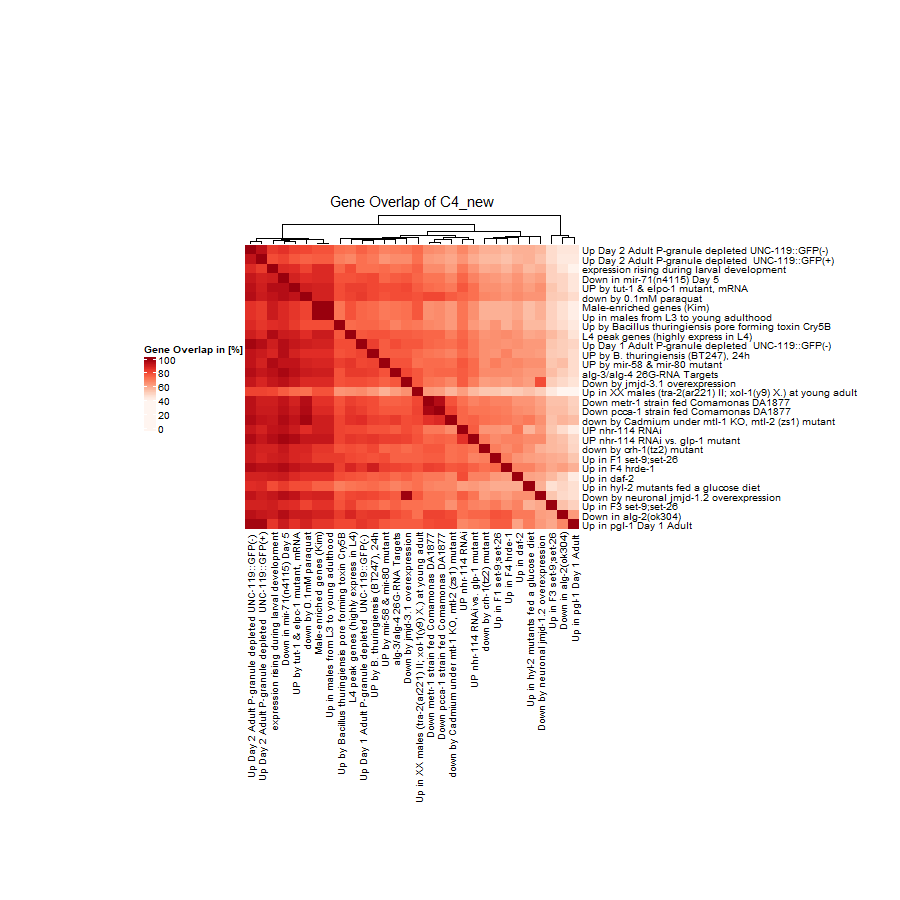 Gene Overlap of C4_new
Up Day 2 Adult P-granule depleted UNC-119::GFP(-)
Up Day 2 Adult P-granule depleted  UNC-119::GFP(+)
expression rising during larval development
Down in mir-71(n4115) Day 5
UP by tut-1 & elpc-1 mutant, mRNA
down by 0.1mM paraquat
Male-enriched genes (Kim)
Up in males from L3 to young adulthood
Up by Bacillus thuringiensis pore forming toxin Cry5B
L4 peak genes (highly express in L4)
Up Day 1 Adult P-granule depleted  UNC-119::GFP(-)
UP by B. thuringiensis (BT247), 24h
UP by mir-58 & mir-80 mutant
alg-3/alg-4 26G-RNA Targets
Down by jmjd-3.1 overexpression
Up in XX males (tra-2(ar221) II; xol-1(y9) X.) at young adult
Down metr-1 strain fed Comamonas DA1877
Down pcca-1 strain fed Comamonas DA1877
down by Cadmium under mtl-1 KO, mtl-2 (zs1) mutant
UP nhr-114 RNAi
UP nhr-114 RNAi vs. glp-1 mutant
down by crh-1(tz2) mutant
Up in F1 set-9;set-26
Up in F4 hrde-1
Up in daf-2
Up in hyl-2 mutants fed a glucose diet
Down by neuronal jmjd-1.2 overexpression
Up in F3 set-9;set-26
Down in alg-2(ok304)
Up in pgl-1 Day 1 Adult
Gene Overlap in [%]
100
80
60
40
20
0
Up Day 2 Adult P-granule depleted UNC-119::GFP(-)
Up Day 2 Adult P-granule depleted  UNC-119::GFP(+)
expression rising during larval development
Down in mir-71(n4115) Day 5
UP by tut-1 & elpc-1 mutant, mRNA
down by 0.1mM paraquat
Male-enriched genes (Kim)
Up in males from L3 to young adulthood
Up by Bacillus thuringiensis pore forming toxin Cry5B
L4 peak genes (highly express in L4)
Up Day 1 Adult P-granule depleted  UNC-119::GFP(-)
UP by B. thuringiensis (BT247), 24h
UP by mir-58 & mir-80 mutant
alg-3/alg-4 26G-RNA Targets
Down by jmjd-3.1 overexpression
Up in XX males (tra-2(ar221) II; xol-1(y9) X.) at young adult
Down metr-1 strain fed Comamonas DA1877
Down pcca-1 strain fed Comamonas DA1877
down by Cadmium under mtl-1 KO, mtl-2 (zs1) mutant
UP nhr-114 RNAi
UP nhr-114 RNAi vs. glp-1 mutant
down by crh-1(tz2) mutant
Up in F1 set-9;set-26
Up in F4 hrde-1
Up in daf-2
Up in hyl-2 mutants fed a glucose diet
Down by neuronal jmjd-1.2 overexpression
Up in F3 set-9;set-26
Down in alg-2(ok304)
Up in pgl-1 Day 1 Adult